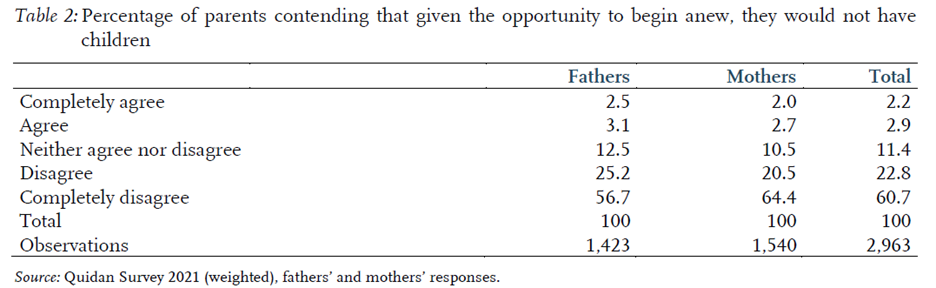 Table 2: Percentage of parents contending that given the opportunity to begin anew, they would not have
children
Fathers Mothers Total
Completely agree 2.5 2.0 2.2
Agree 3.1 2.7 2.9
Neither agree nor disagree 12.5 10.5 11.4
Disagree 25.2 20.5 22.8
Completely disagree 56.7 64.4 60.7
Total 100 100 100
Observations 1,423 1,540 2,963
Source: Quidan Survey 2021 (weighted), fathers’ and mothers’ responses.